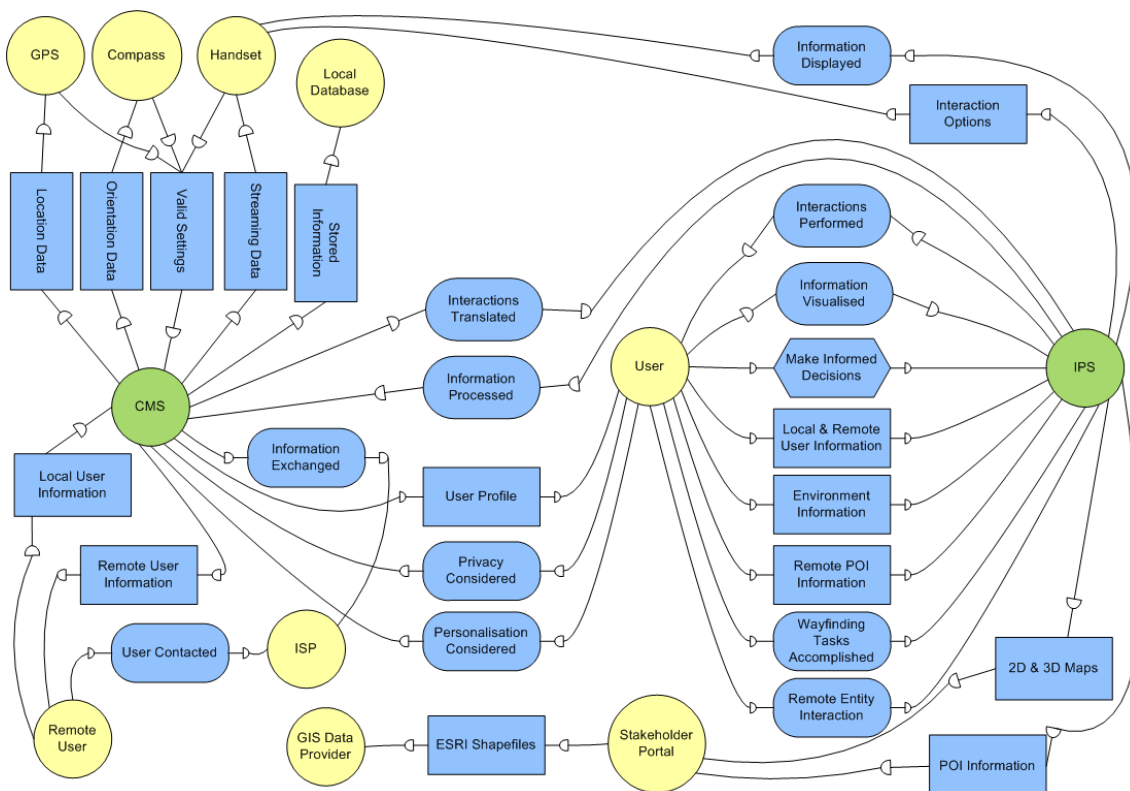 GPS
Compass
Handset
Local
Database
Information
Displayed
Interaction
Options
Location Data
Orientation Data
Valid Settings
Streaming Data
Stored
Information
Interactions
Performed
Interactions
Translated
Information
Visualised
User
Make Informed
Decisions
IPS
CMS
Information
Processed
Local & Remote
User Information
Information
Exchanged
Local User
Information
User Profile
Environment
Information
Remote User
Information
Privacy
Considered
Remote POI
Information
User Contacted
ISP
Personalisation
Considered
Wayfinding
Tasks
Accomplished
2D & 3D Maps
Remote Entity
Interaction
Remote
User
GIS Data
Provider
ESRI Shapefiles
Stakeholder
Portal
POI Information